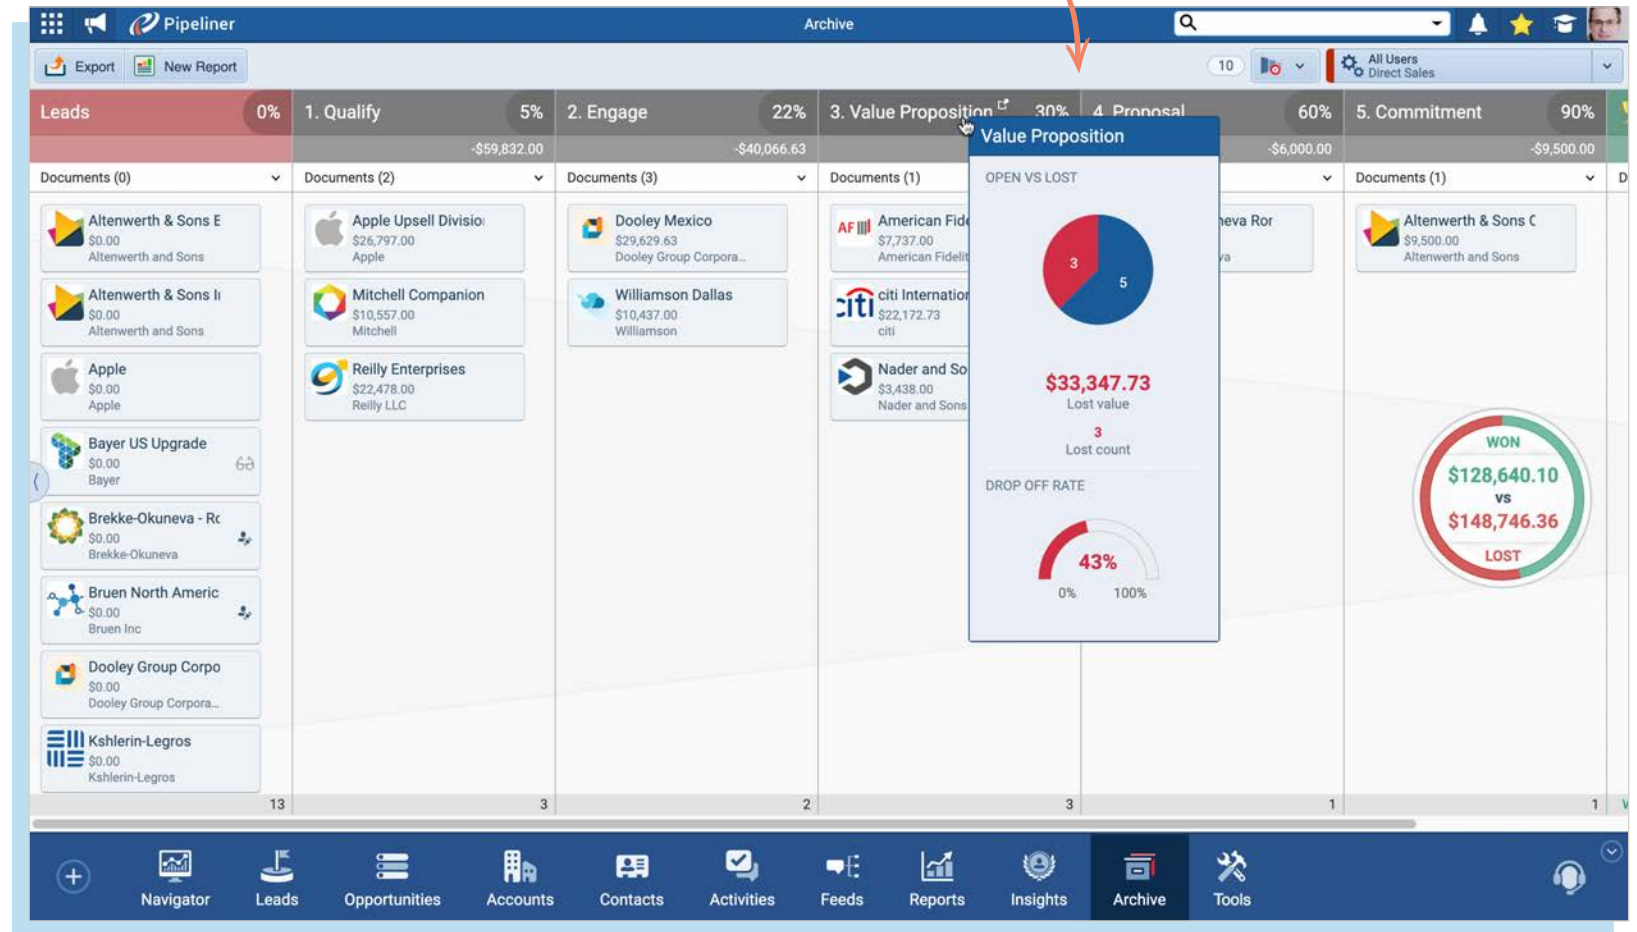 Pipeliner
Archive
Export
New Report
10
All Users
Direct Sales
Leads 0%
1. Qualify 5%
2. Engage 22%
3. Value Proposition 30%
4. Proposal 60%
5. Commitment 90%
-$59,832.00
-$40,066.63
-$6,000.00
-$9,500.00
Documents (0)
Documents (2)
Documents (3)
Documents (1)
Documents (1)
D
Altenwerth & Sons E
$0.00
Altenwerth and Sons
Altenwerth & Sons I
$0.00
Altenwerth and Sons
Apple
$0.00
Apple
Bayer US Upgrade
$0.00
Bayer
Brekke-Okuneva - Rc
$0.00
Brekke-Okuneva
Bruen North Americ
$0.00
Bruen Inc
Dooley Group Corpo
$0.00
Dooley Group Corpora...
Kshlerin-Legros
$0.00
Kshlerin-Legros
13
Apple Upsell Divisio
$26,797.00
Apple
Mitchell Companion
$10,557.00
Mitchell
Reilly Enterprises
$22,478.00
Reilly LLC
3
Dooley Mexico
$29,629.63
Dooley Group Corpora...
Williamson Dallas
$10,437.00
Williamson
2
AF
American Fide
$7,737.00
American Fidelit
citi
citi Internation
$22,172.73
citi
Nader and So
$3,438.00
Nader and Sons
3
Value Proposition
OPEN VS LOST
3
5
$33,347.73
Lost value
3
Lost count
DROP OFF RATE
43%
0% 100%
neva Ror
va
1
Altenwerth & Sons C
$9,500.00
Altenwerth and Sons
WON
$128,640.10
vs
$148,746.36
LOST
1
Navigator
Leads
Opportunities
Accounts
Contacts
Activities
Feeds
Reports
Insights
Archive
Tools